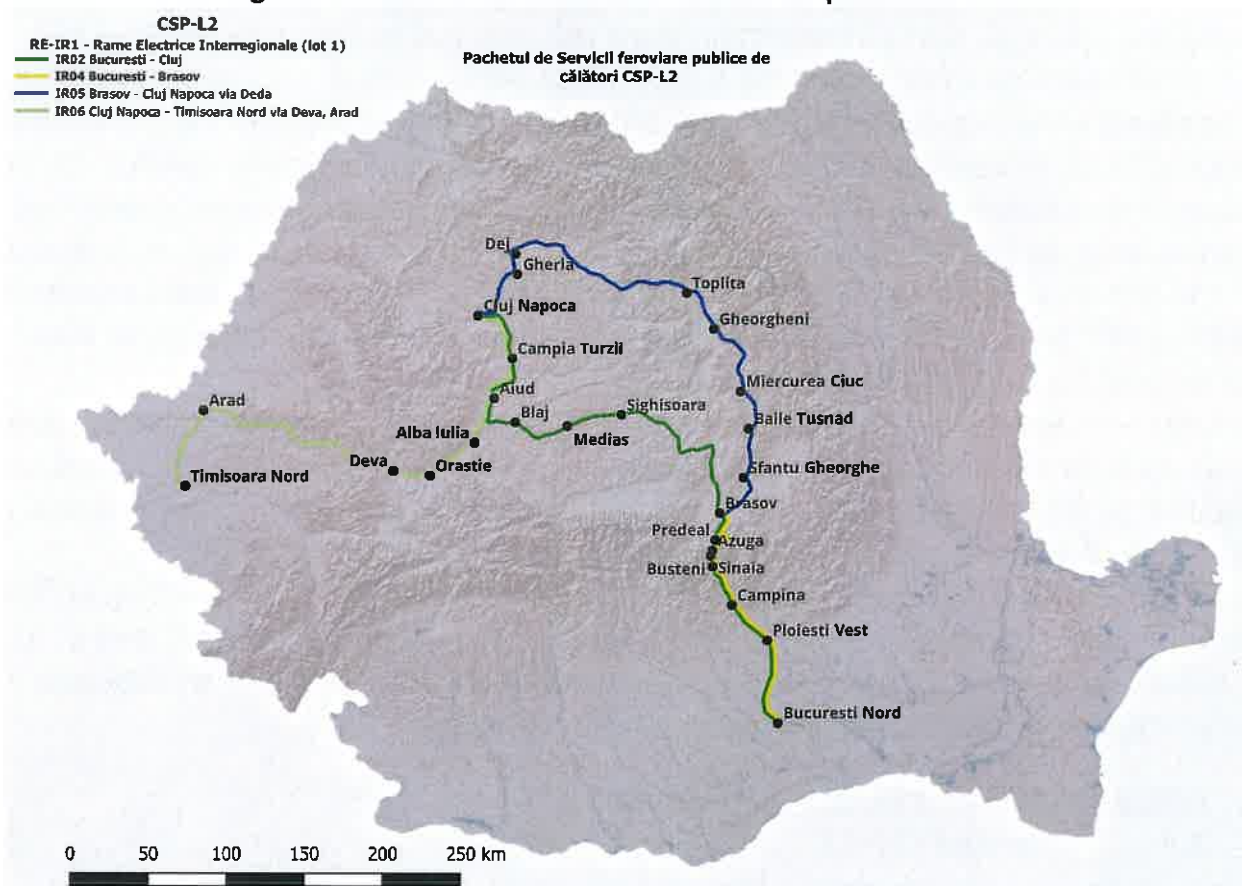 CSP-L2
RE-IR1 - Rame Electrice Interregionale (lot 1)
IR02 Bucuresti - Cluj
IR04 Bucuresti - Brasov
IR05 Brasov - Cluj Napoca via Deda
IR06 Cluj Napoca - Timisoara Nord via Deva, Arad
Pachetul de Servicii feroviare publice de
călători CSP-L2
Dej
Gherla
Toplita
Cluj Napoca
Gheorgheni
Campia Turzii
Miercurea Ciuc
Aiud
Arad
Sighisoara
Blaj
Baile Tusnad
Alba Iulia
Medias
Deva
Orastie
Sfantu Gheorghe
Timisoara Nord
Brasov
Predeal
Azuga
Busteni
Sinaia
Campina
Ploiesti Vest
Bucuresti Nord
0 50 100 150 200 250 km